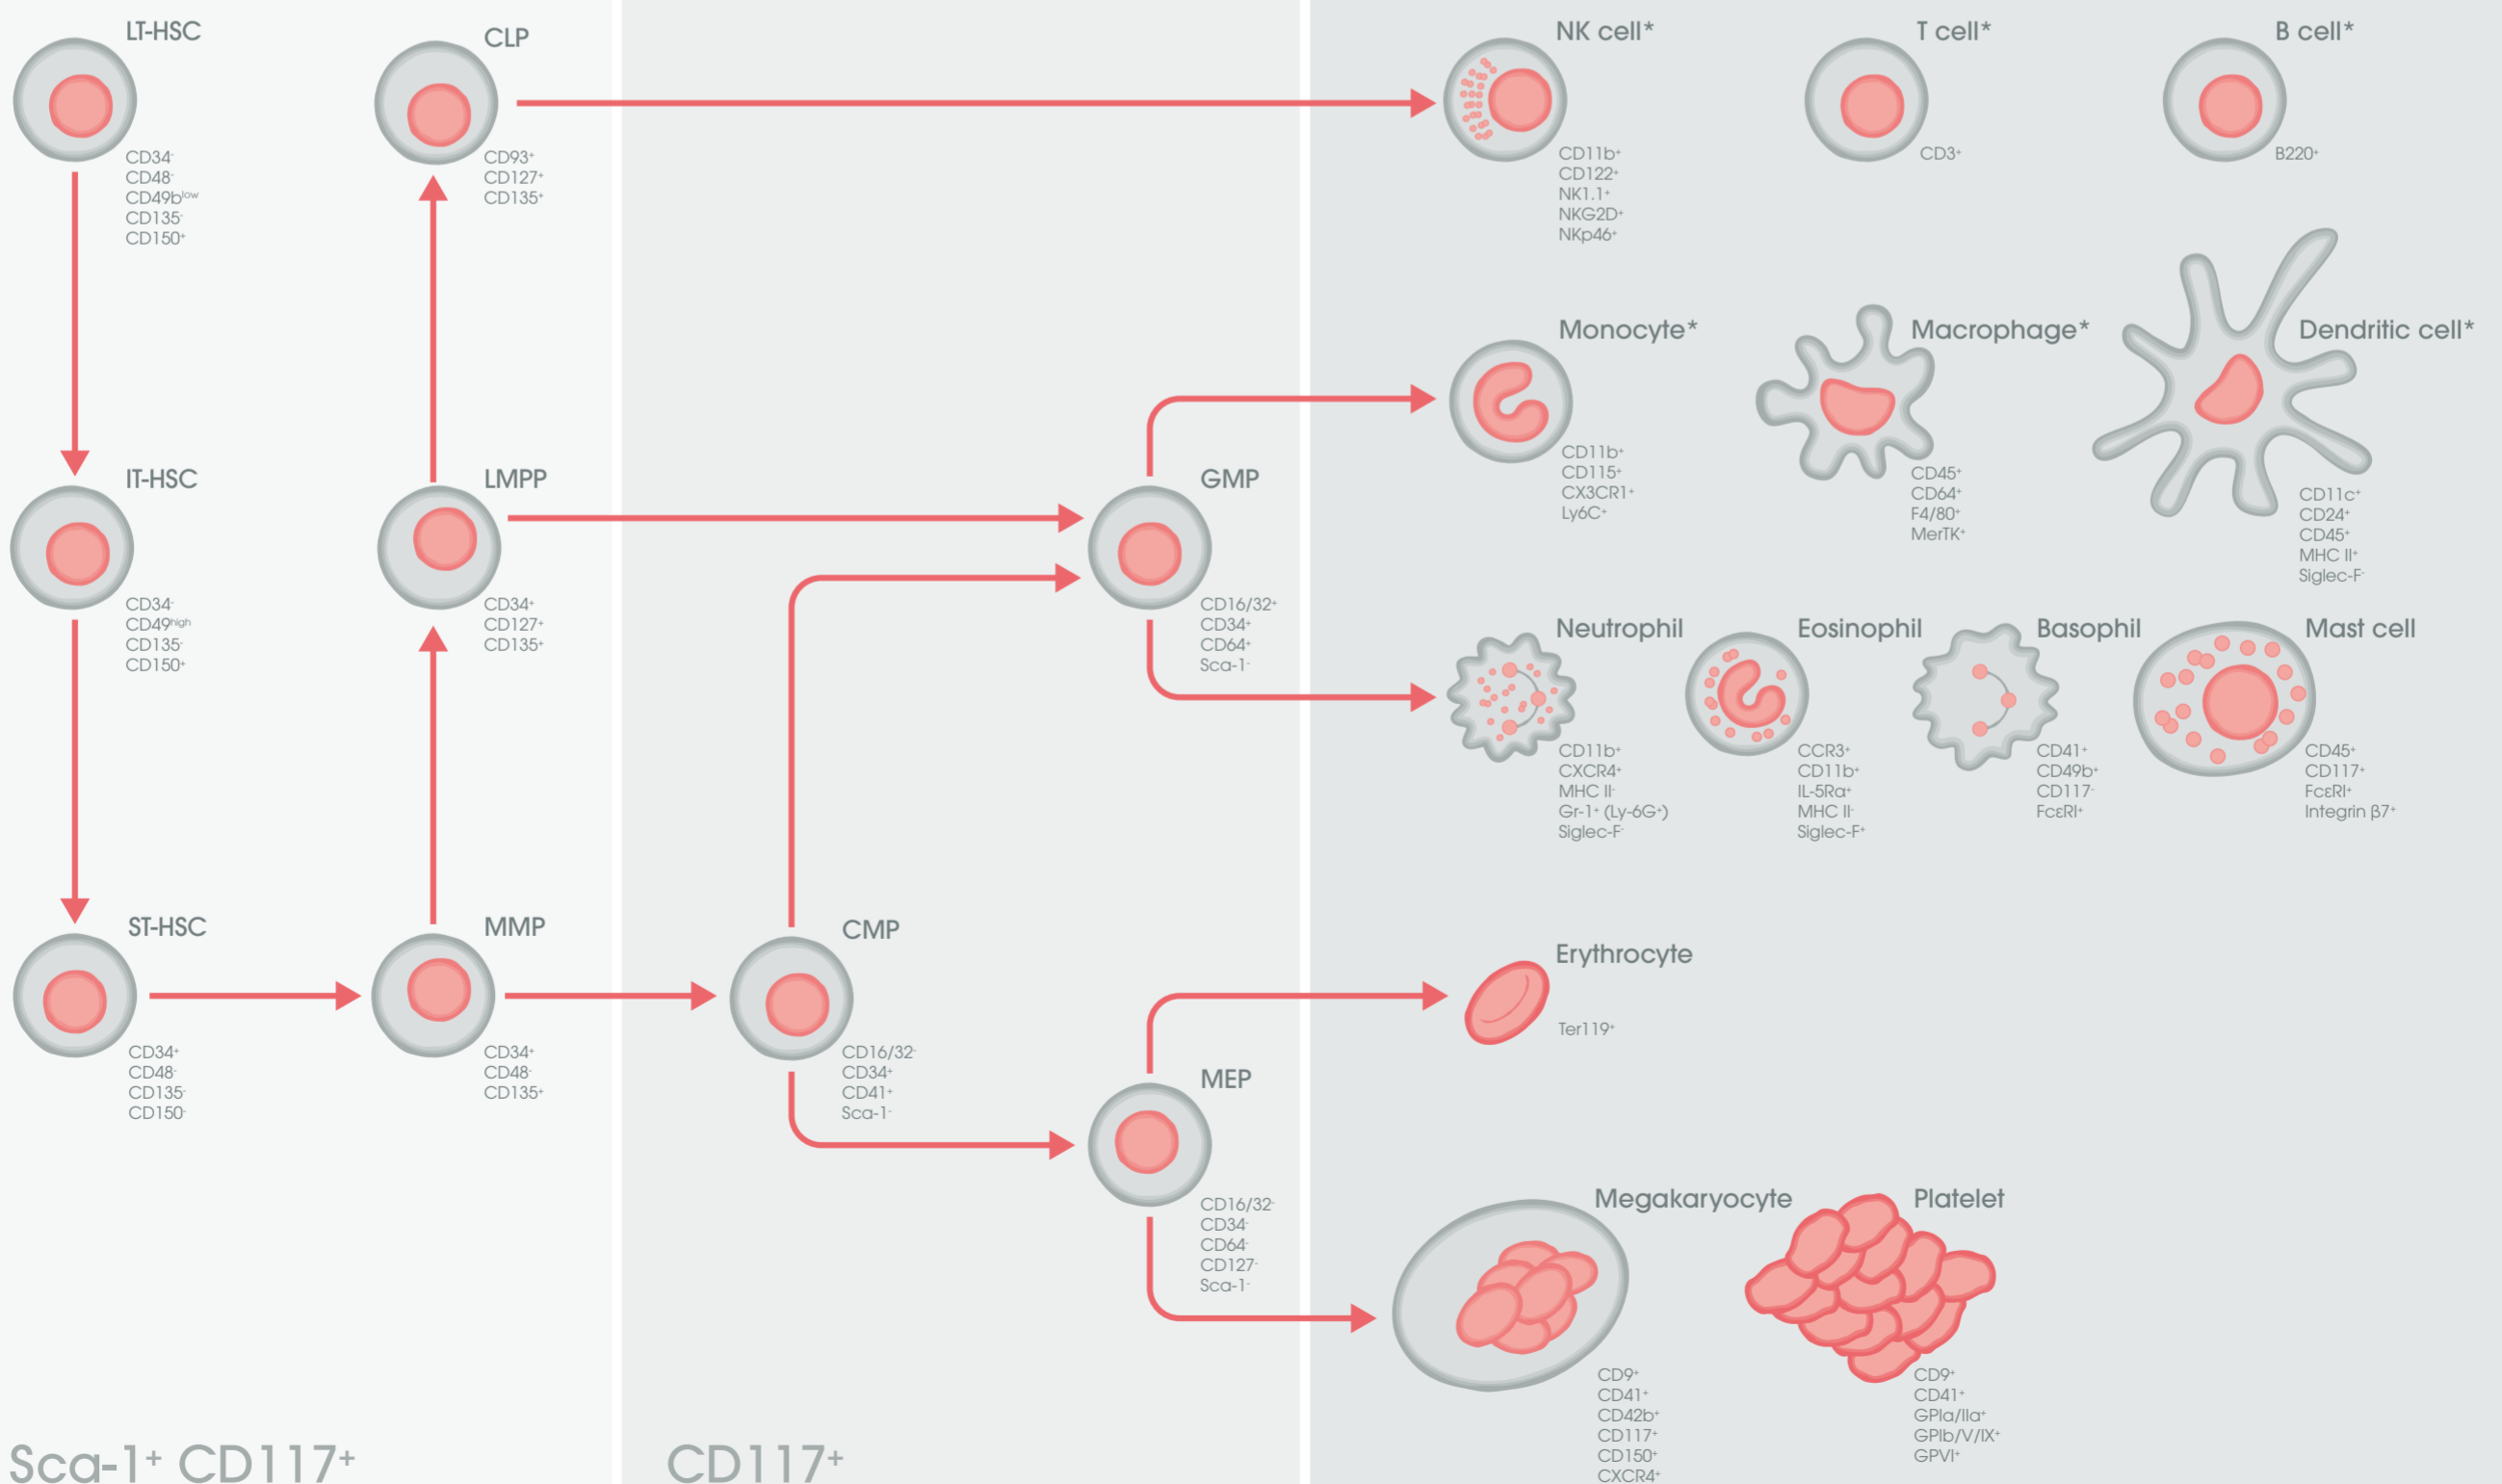 LT-HSC
CD34-
CD48-
CD49blow
CD135-
CD150+
CLP
CD93+
CD127+
CD135+
NK cell*
CD11b+
CD122+
NK1.1+
NKG2D+
NKp46+
T cell*
CD3+
B cell*
B220+
Monocyte*
CD11b+
CD115+
CX3CR1+
Ly6C+
Macrophage*
CD45+
CD64+
F4/80+
MerTK+
Dendritic cell*
CD11c+
CD24+
CD45+
MHC II+
Siglec-F-
IT-HSC
CD34-
CD49high
CD135-
CD150+
LMPP
CD34+
CD127+
CD135+
GMP
CD16/32+
CD34+
CD64+
Sca-1-
Neutrophil
CD11b+
CXCR4+
MHC II-
Gr-1+ (Ly-6G+)
Siglec-F-
Eosinophil
CCR3+
CD11b+
IL-5Rα+
MHC II-
Siglec-F+
Basophil
CD41+
CD49b+
CD117-
FcεRI+
Mast cell
CD45+
CD117+
FcεRI+
Integrin β7+
ST-HSC
CD34+
CD48-
CD135-
CD150-
MMP
CD34+
CD48-
CD135+
CMP
CD16/32-
CD34+
CD41+
Sca-1-
Erythrocyte
Ter119+
MEP
CD16/32-
CD34-
CD64-
CD127-
Sca-1-
Megakaryocyte
CD9+
CD41+
CD42b+
CD117+
CD150+
CXCR4+
Platelet
CD9+
CD41+
GPIa/IIa+
GPIb/V/IX+
GPVI+
Sca-1+ CD117+
CD117+